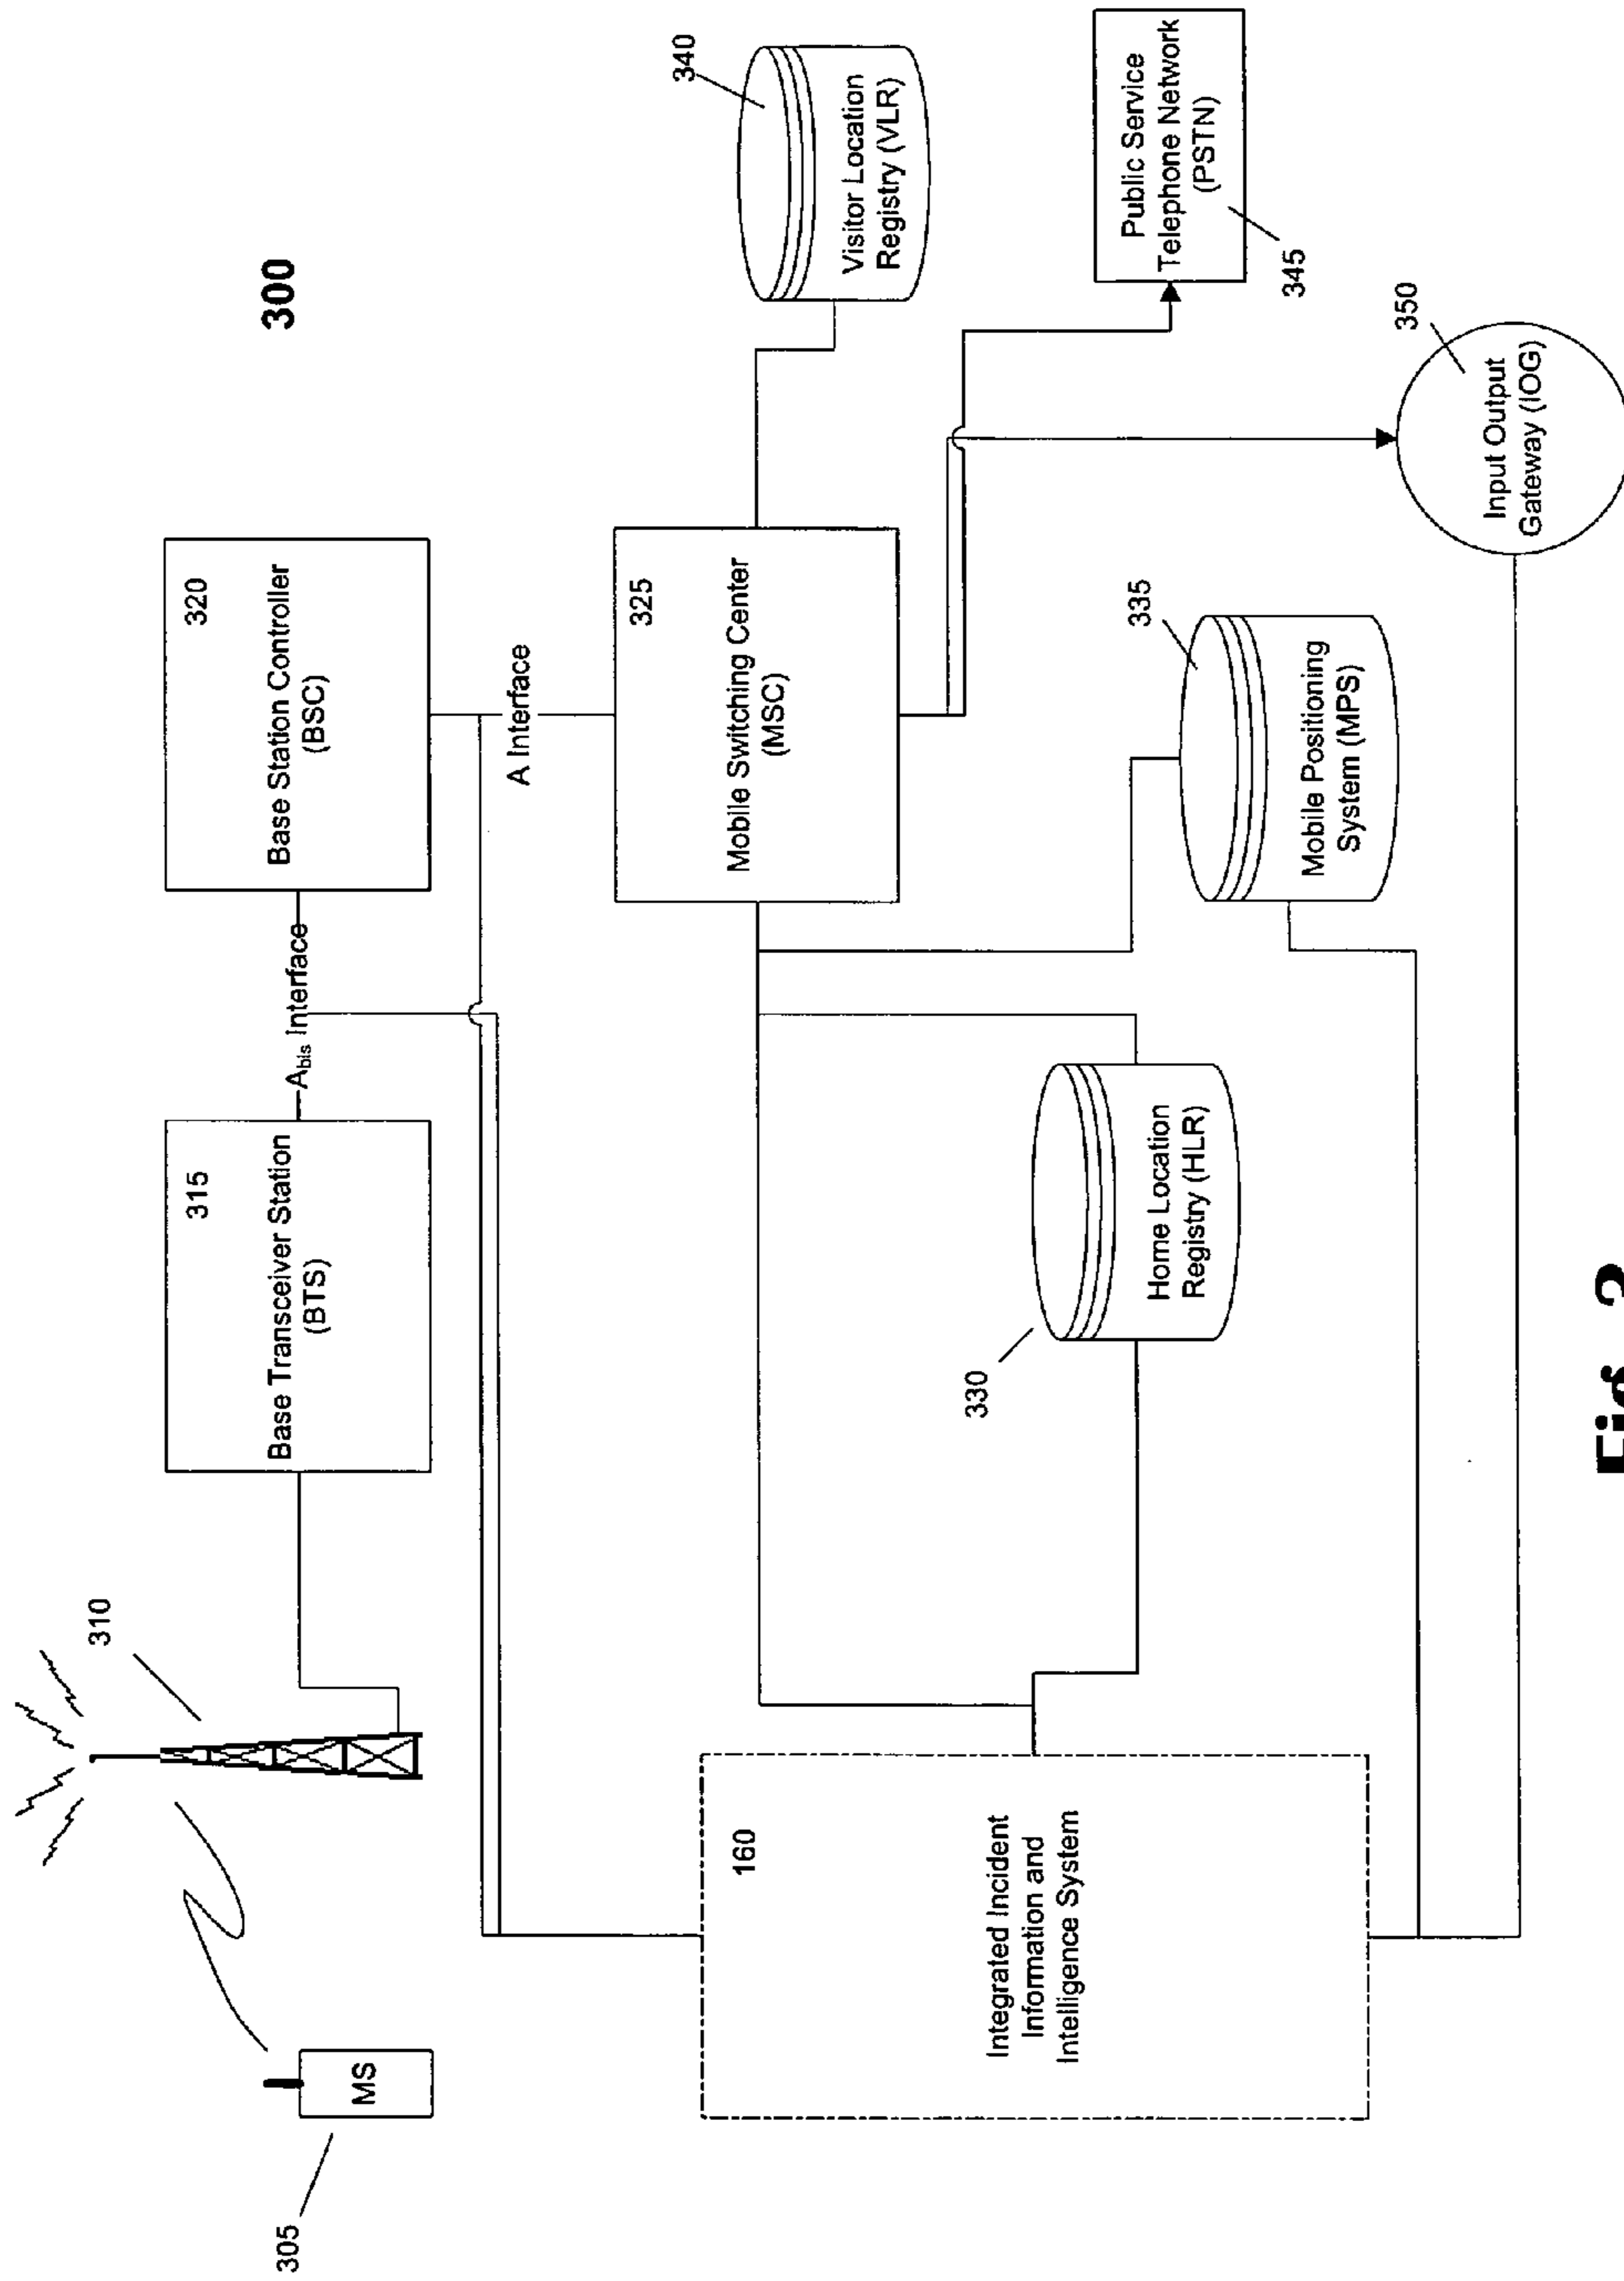 300
305
MS
310
315
Base Transceiver Station
(BTS)
Abis Interface
320
Base Station Controller
(BSC)
A Interface
160
Integrated Incident
Information and
Intelligence System
325
Mobile Switching Center
(MSC)
340
Visitor Location
Registry (VLR)
330
Home Location
Registry (HLR)
335
Mobile Positioning
System (MPS)
Public Service
Telephone Network
(PSTN)
345
350
Input Output
Gateway (IOG)
Fig.